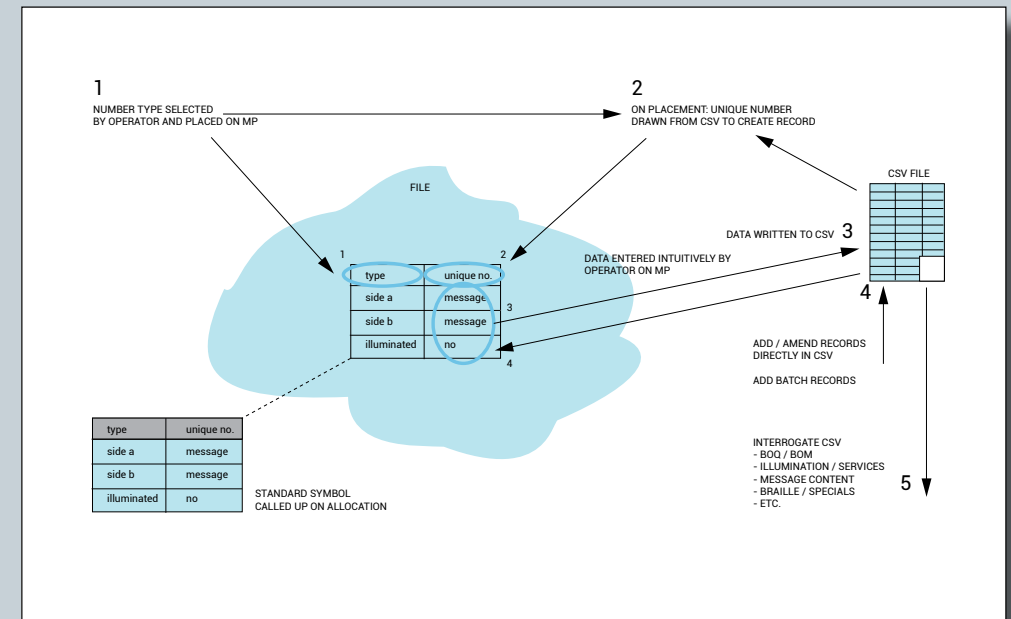 1
NUMBER TYPE SELECTED
BY OPERATOR AND PLACED ON MP
2
ON PLACEMENT: UNIQUE NUMBER
DRAWN FROM CSV TO CREATE RECORD
CSV FILE
FILE
DATA WRITTEN TO CSV 3
1
2
DATA ENTERED INTUITIVELY BY
OPERATOR ON MP
type unique no.
side a message
3
side b message
illuminated no
4
4
ADD / AMEND RECORDS
DIRECTLY IN CSV
ADD BATCH RECORDS
type unique no.
side a message
side b message
illuminated no
STANDARD SYMBOL
CALLED UP ON ALLOCATION
INTERROGATE CSV
- BOQ / BOM
- ILLUMINATION / SERVICES
- MESSAGE CONTENT
- BRAILLE / SPECIALS
- ETC.
5